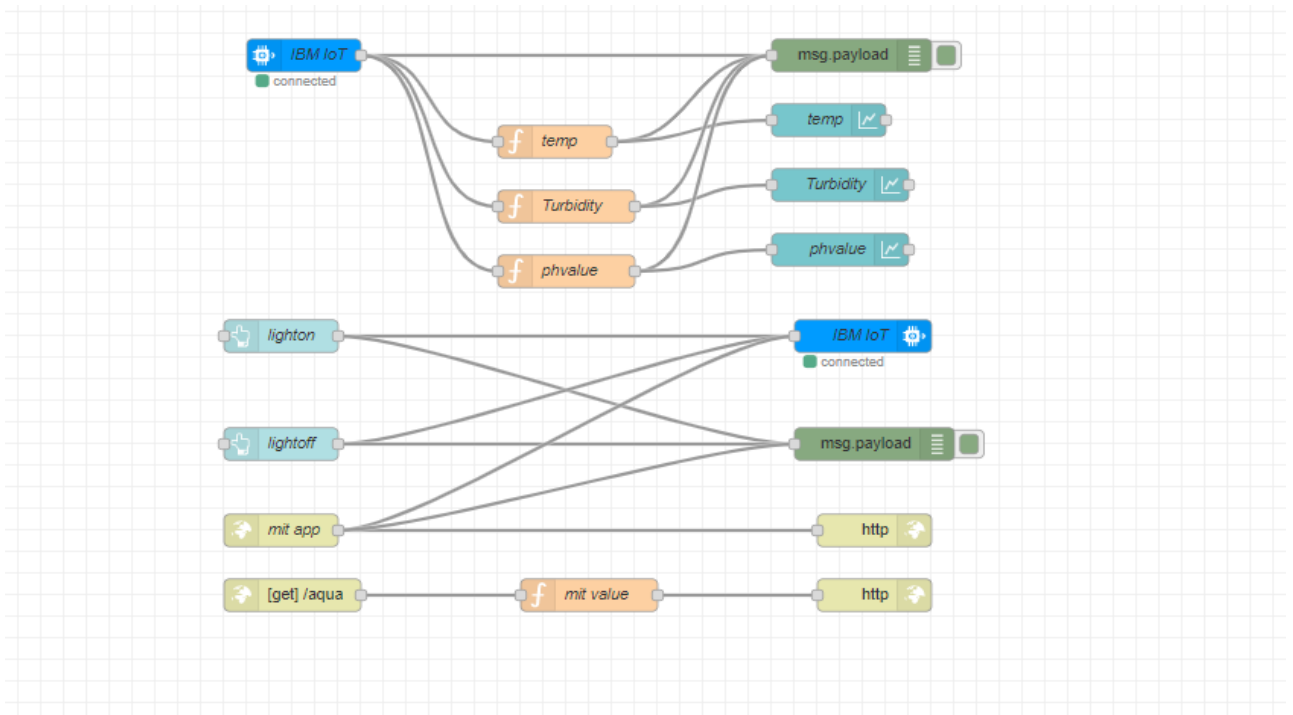 IBM IoT
msg.payload
connected
temp
temp
Turbidity
Turbidity
phvalue
phvalue
lighton
IBM IoT
connected
lightoff
msg.payload
mit app
http
[get] /aqua
mit value
http